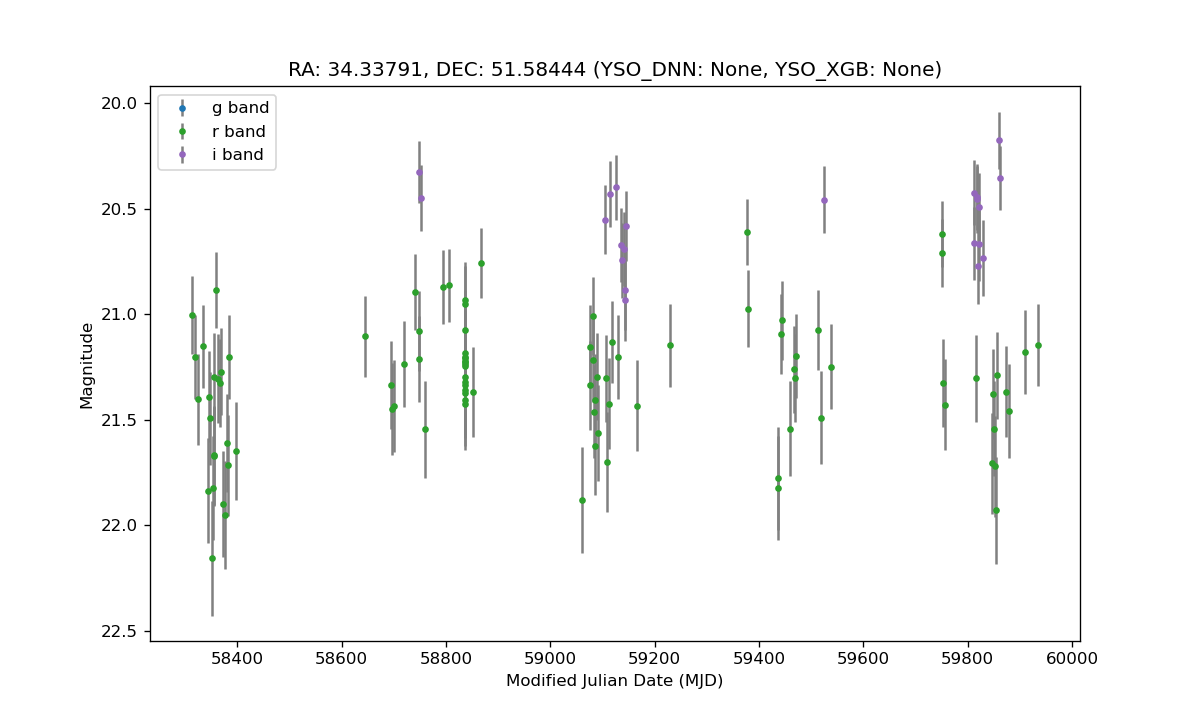 RA: 34.33791, DEC: 51.58444 (YSO_DNN: None, YSO_XGB: None)
g band
r band
i band
20.0
20.5
21.0
21.5
22.0
22.5
Magnitude
58400 58600 58800 59000 59200 59400 59600 59800 60000
Modified Julian Date (MJD)